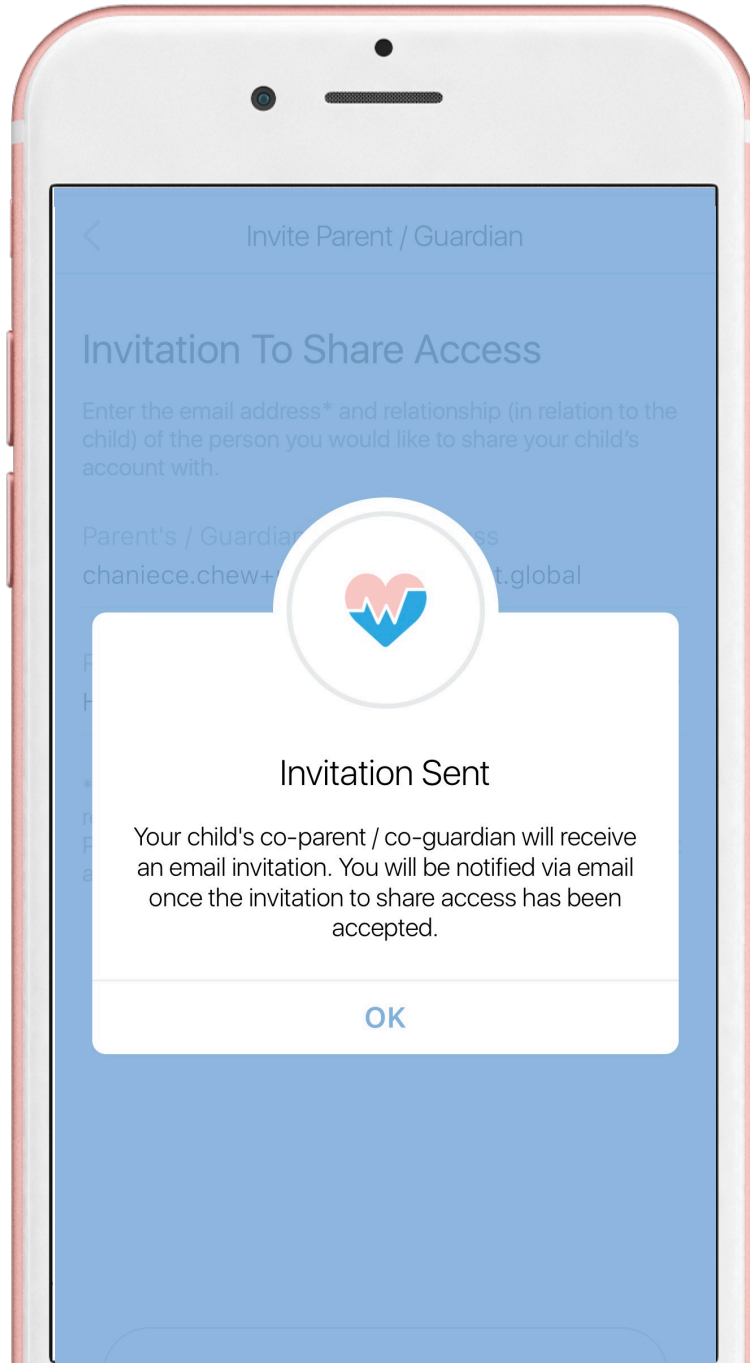 Invite Parent / Guardian
Invitation To Share Access
Enter the email address* and relationship (in relation to the
child) of the person you would like to share your child's
account with.
Parent's / Guardian
chaniece.chew+ t.global
Invitation Sent
Your child's co-parent / co-guardian will receive
an email invitation. You will be notified via email
once the invitation to share access has been
accepted.
OK